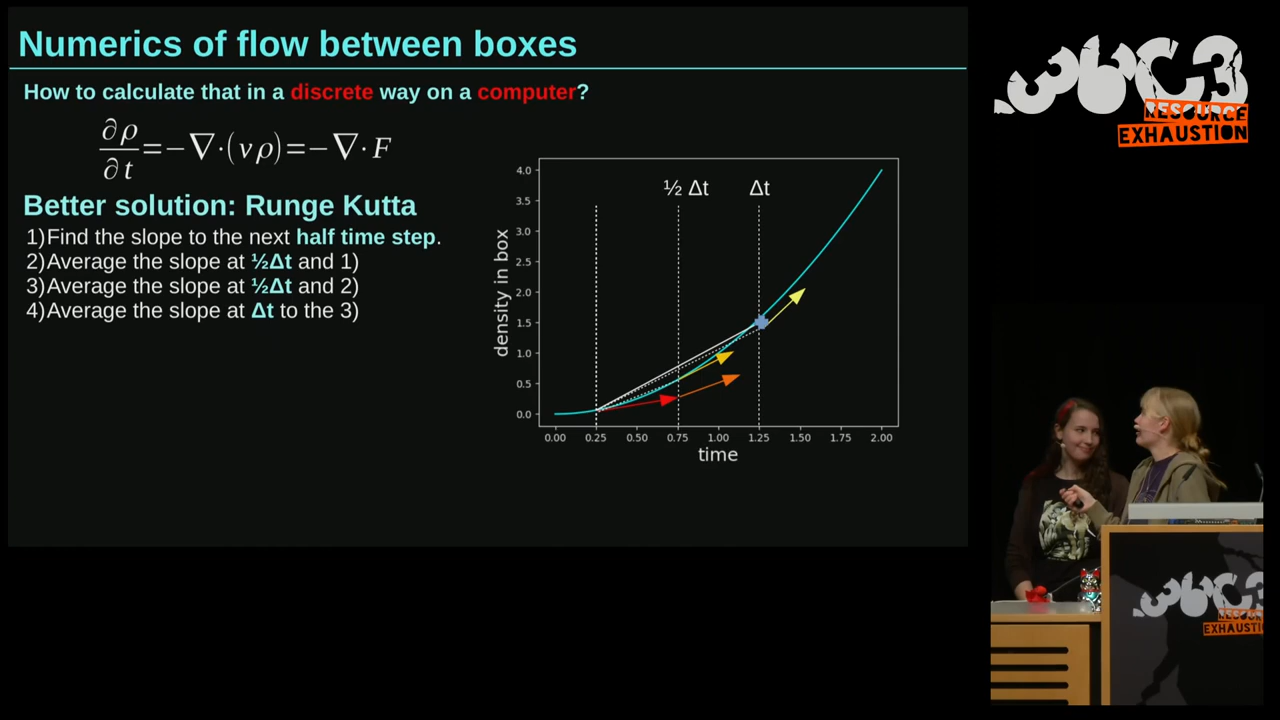 Numerics of flow between boxes
How to calculate that in a discrete way on a computer?
∂ρ/∂t=−∇·(vρ)=−∇·F
Better solution: Runge Kutta
1)Find the slope to the next half time step.
2)Average the slope at ½Δt and 1)
3)Average the slope at ½Δt and 2)
4)Average the slope at Δt to the 3)
½ Δt
Δt
4.0
3.5
3.0
2.5
2.0
1.5
1.0
0.5
0.0
density in box
0.00 0.25 0.50 0.75 1.00 1.25 1.50 1.75 2.00
time
36C3
RESOURCE
EXHAUSTION
36C3
RESOURCE
EXHAUSTI